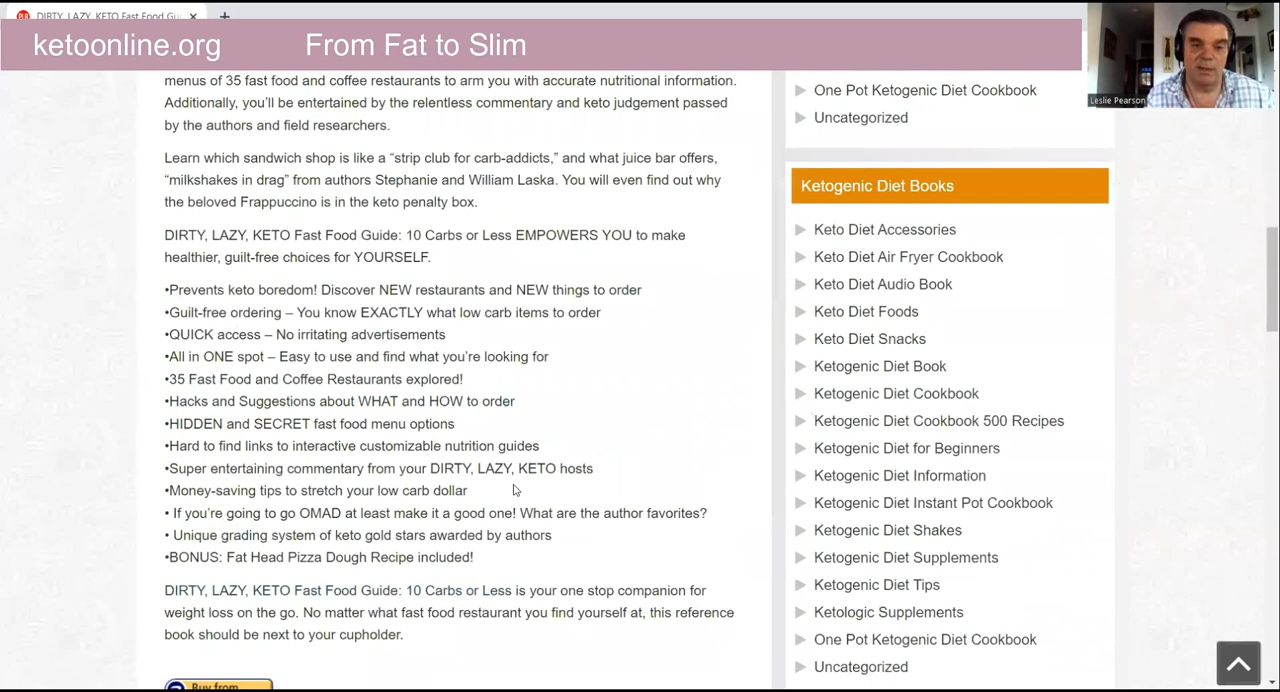 DIRTY, LAZY, KETO Fast Food Gu
ketoonline.org
From Fat to Slim
Leslie Pearson
menus of 35 fast food and coffee restaurants to arm you with accurate nutritional information.
Additionally, you'll be entertained by the relentless commentary and keto judgement passed
by the authors and field researchers.
Learn which sandwich shop is like a “strip club for carb-addicts,” and what juice bar offers,
“milkshakes in drag” from authors Stephanie and William Laska. You will even find out why
the beloved Frappuccino is in the keto penalty box.
DIRTY, LAZY, KETO Fast Food Guide: 10 Carbs or Less EMPOWERS YOU to make
healthier, guilt-free choices for YOURSELF.
•Prevents keto boredom! Discover NEW restaurants and NEW things to order
•Guilt-free ordering – You know EXACTLY what low carb items to order
•QUICK access – No irritating advertisements
•All in ONE spot – Easy to use and find what you're looking for
•35 Fast Food and Coffee Restaurants explored!
•Hacks and Suggestions about WHAT and HOW to order
•HIDDEN and SECRET fast food menu options
•Hard to find links to interactive customizable nutrition guides
•Super entertaining commentary from your DIRTY, LAZY, KETO hosts
•Money-saving tips to stretch your low carb dollar
• If you're going to go OMAD at least make it a good one! What are the author favorites?
• Unique grading system of keto gold stars awarded by authors
•BONUS: Fat Head Pizza Dough Recipe included!
DIRTY, LAZY, KETO Fast Food Guide: 10 Carbs or Less is your one stop companion for
weight loss on the go. No matter what fast food restaurant you find yourself at, this reference
book should be next to your cupholder.
Buy from
One Pot Ketogenic Diet Cookbook
Uncategorized
Ketogenic Diet Books
Keto Diet Accessories
Keto Diet Air Fryer Cookbook
Keto Diet Audio Book
Keto Diet Foods
Keto Diet Snacks
Ketogenic Diet Book
Ketogenic Diet Cookbook
Ketogenic Diet Cookbook 500 Recipes
Ketogenic Diet for Beginners
Ketogenic Diet Information
Ketogenic Diet Instant Pot Cookbook
Ketogenic Diet Shakes
Ketogenic Diet Supplements
Ketogenic Diet Tips
Ketologic Supplements
One Pot Ketogenic Diet Cookbook
Uncategorized